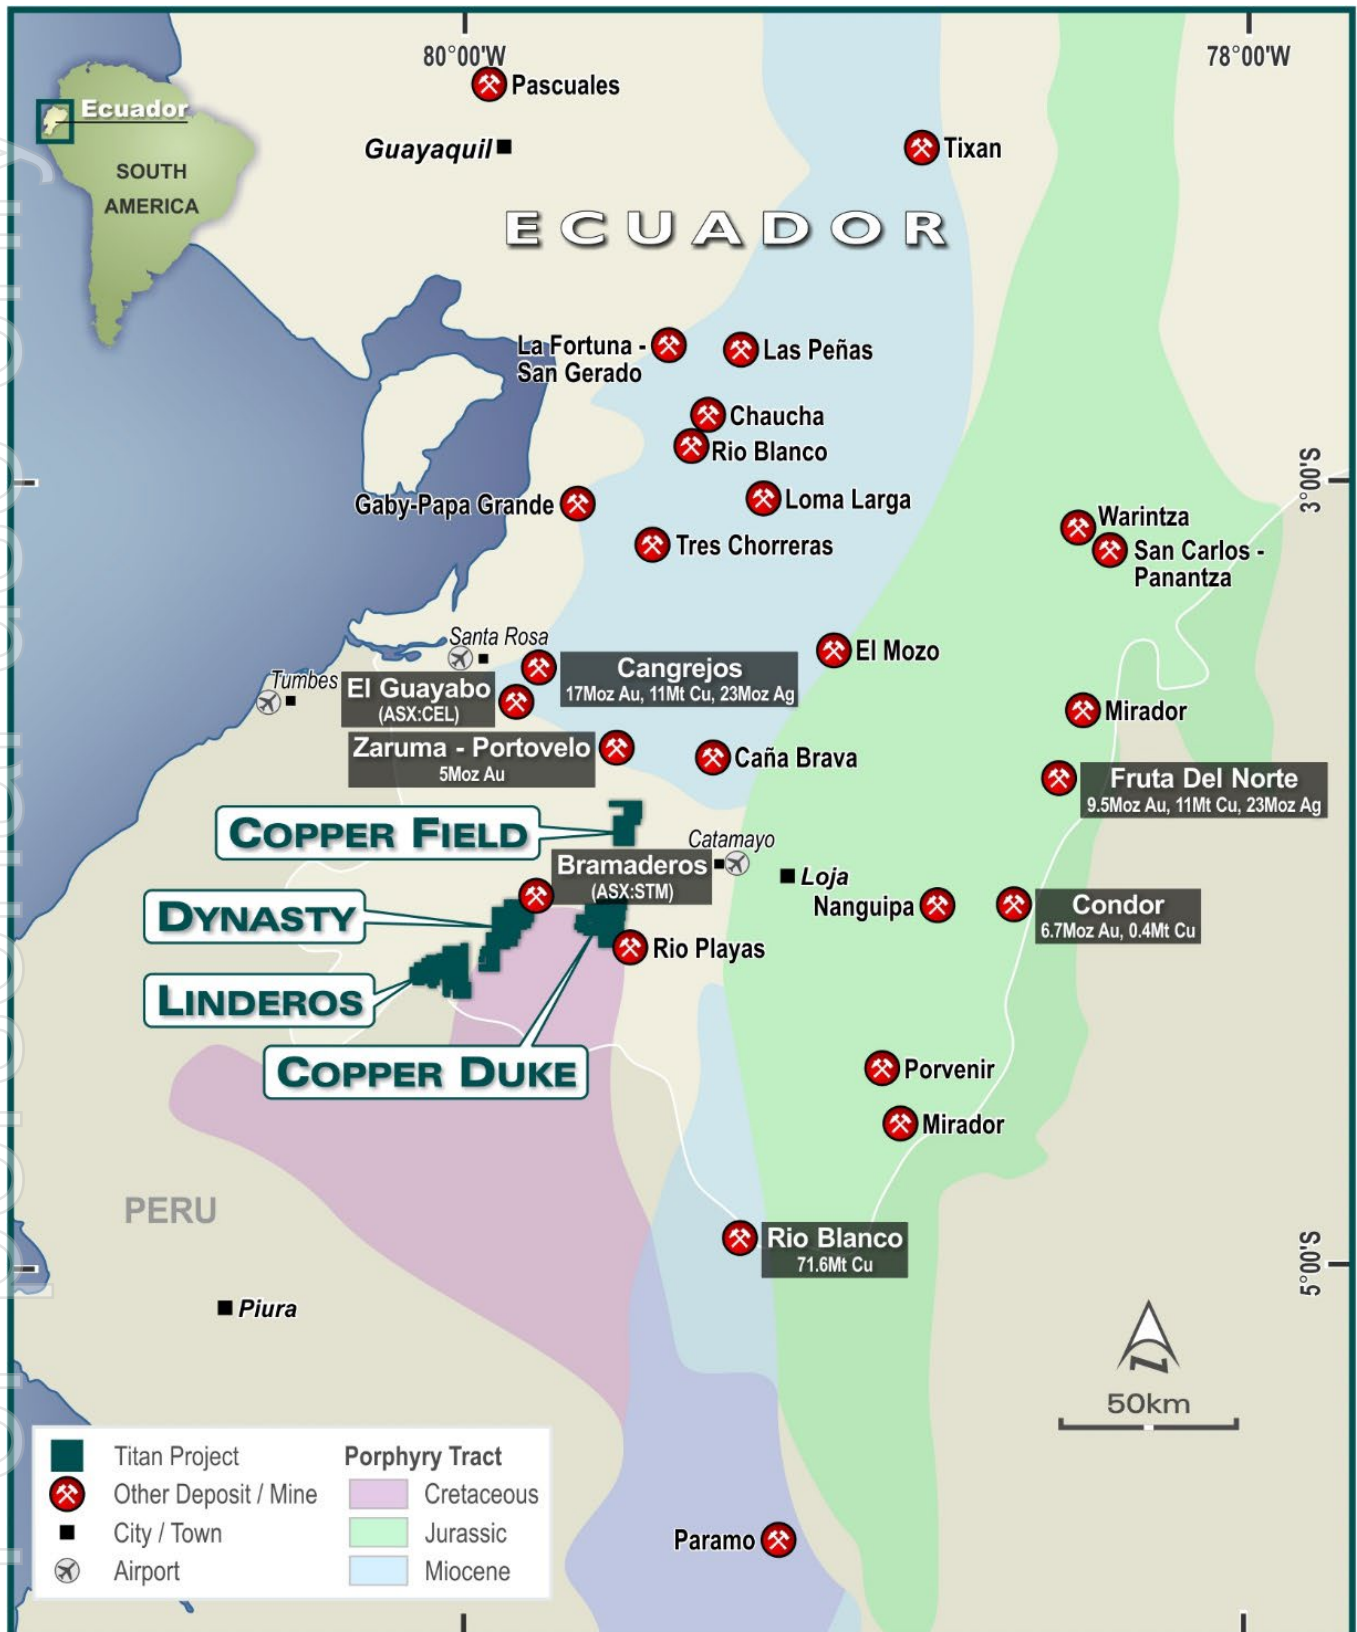 80°00'W
78°00'W
Pascuales
Ecuador
SOUTH
AMERICA
Guayaquil
Tixan
ECUADOR
La Fortuna -
San Gerado
Las Peñas
Chaucha
Rio Blanco
3°00'S
Gaby-Papa Grande
Loma Larga
Warintza
San Carlos -
Panantza
Tres Chorreras
Santa Rosa
El Mozo
Cangrejos
17Moz Au, 11Mt Cu, 23Moz Ag
Tumbes
El Guayabo
(ASX:CEL)
Mirador
Zaruma - Portovelo
5Moz Au
Caña Brava
Fruta Del Norte
9.5Moz Au, 11Mt Cu, 23Moz Ag
COPPER FIELD
Catamayo
Bramaderos
(ASX:STM)
Loja
Nanguipa
Condor
6.7Moz Au, 0.4Mt Cu
DYNASTY
Rio Playas
LINDEROS
COPPER DUKE
Porvenir
Mirador
PERU
Rio Blanco
71.6Mt Cu
5°00'S
Piura
N
50km
Titan Project
Other Deposit / Mine
City / Town
Airport
Porphyry Tract
Cretaceous
Jurassic
Miocene
Paramo